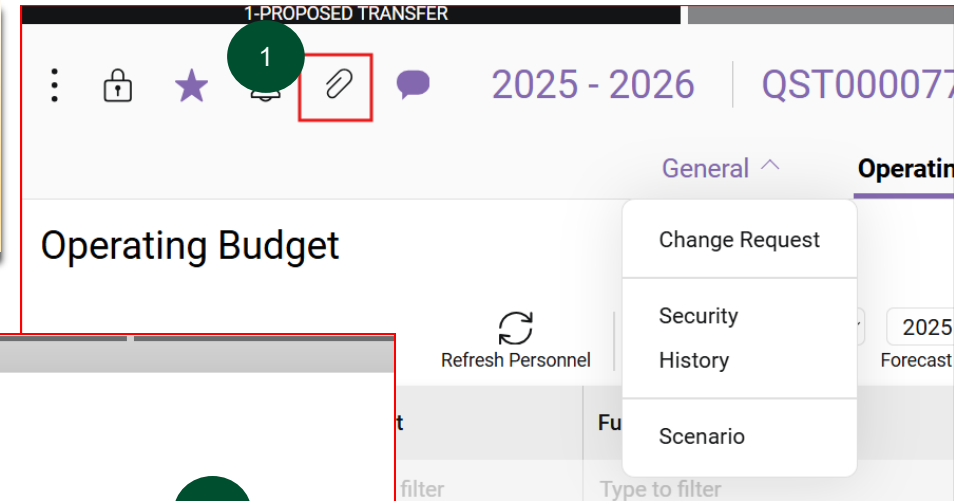 1-PROPOSED TRANSFER
1
2025 - 2026
QST000077
General
Operatin
Operating Budget
Change Request
Security
History
Scenario
Refresh Personnel
2025
Forecast
t
Fu
filter
Type to filter